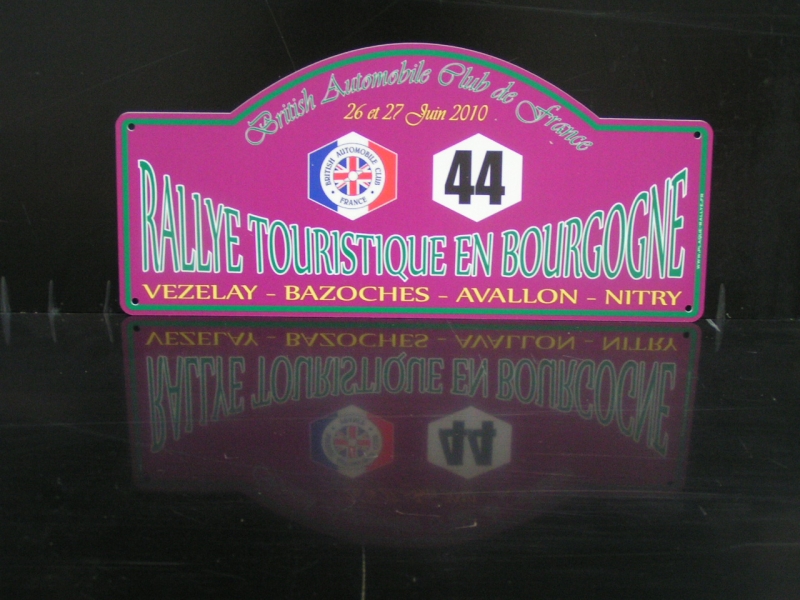 British Automobile Club de France
26 et 27 Juin 2010
BRITISH AUTOMOBILE CLUB
FRANCE
44
RALLYE TOURISTIQUE EN BOURGOGNE
VEZELAY - BAZOCHES - AVALLON - NITRY